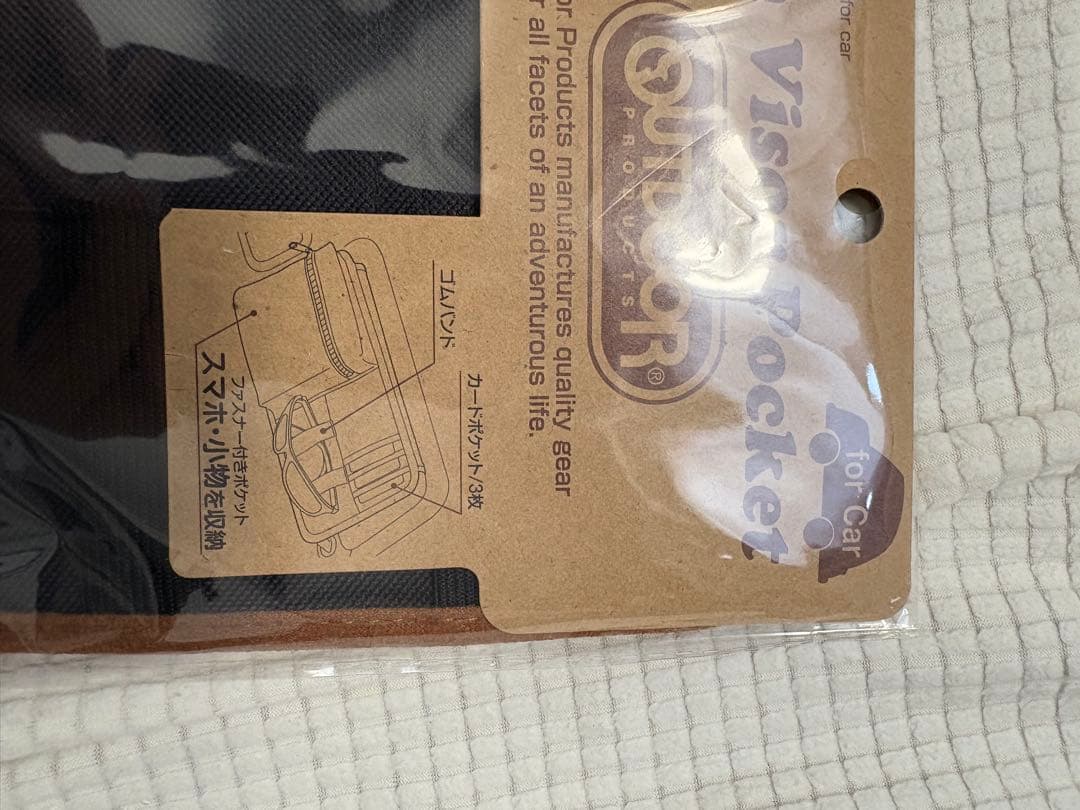 for car
Visor Pocket
for Car
OUTDOOR
PRODUCTS
®
or Products manufactures quality gear
r all facets of an adventurous life.
カードポケット/3枚
ゴムバンド
ファスナー付きポケット
スマホ・小物を収納